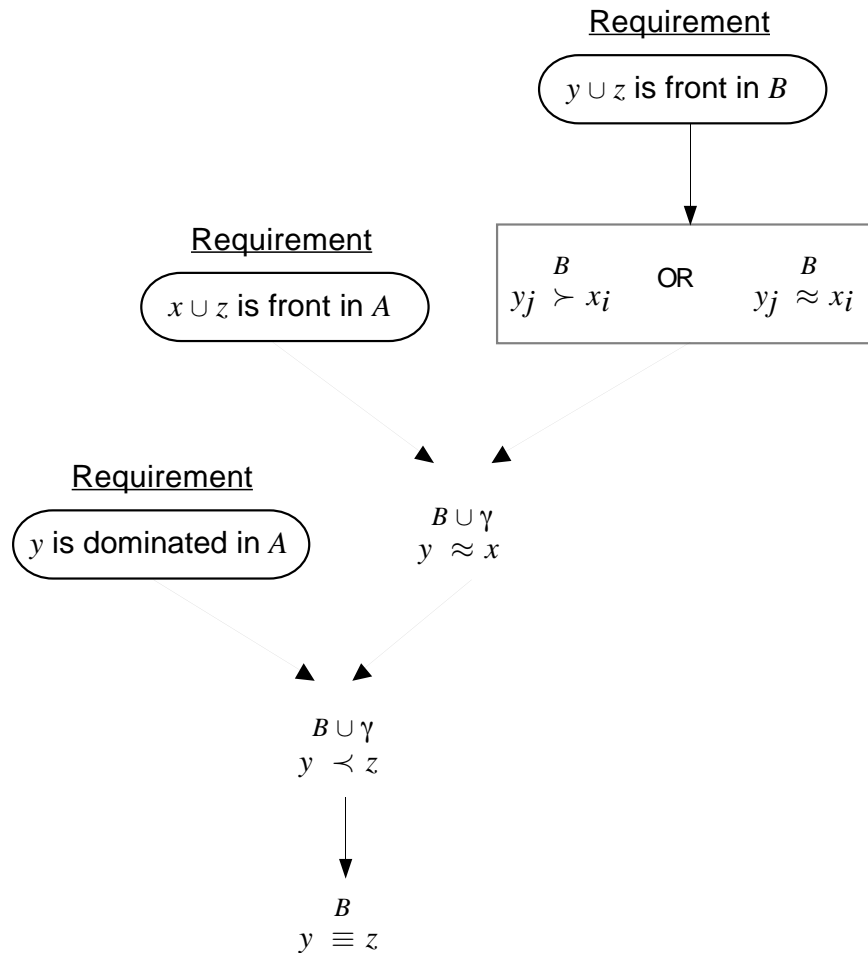 Requirement
y ∪ z is front in B
Requirement
x ∪ z is front in A
B
y_j ≻ x_i
OR
B
y_j ≈ x_i
Requirement
y is dominated in A
B ∪ γ
y ≈ x
B ∪ γ
y ≺ z
B
y ≡ z